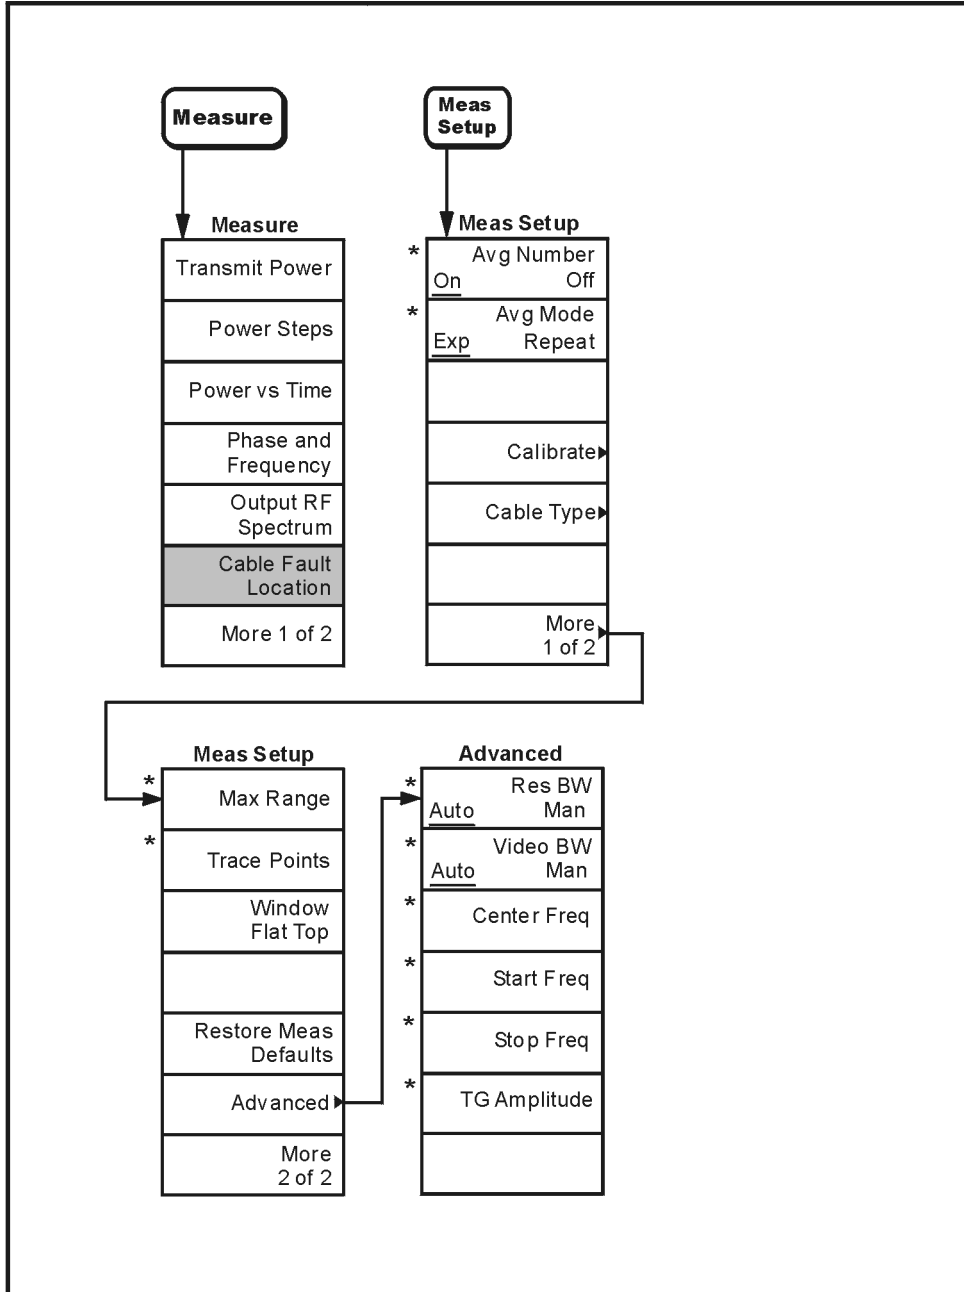 Measure
Meas
Setup
Measure
Transmit Power
Power Steps
Power vs Time
Phase and
Frequency
Output RF
Spectrum
Cable Fault
Location
More 1 of 2
Meas Setup
* Avg Number
On Off
* Avg Mode
Exp Repeat
Calibrate
Cable Type
More
1 of 2
Meas Setup
* Max Range
* Trace Points
Window
Flat Top
Restore Meas
Defaults
Advanced
More
2 of 2
Advanced
* Res BW
Auto Man
* Video BW
Auto Man
* Center Freq
* Start Freq
* Stop Freq
* TG Amplitude